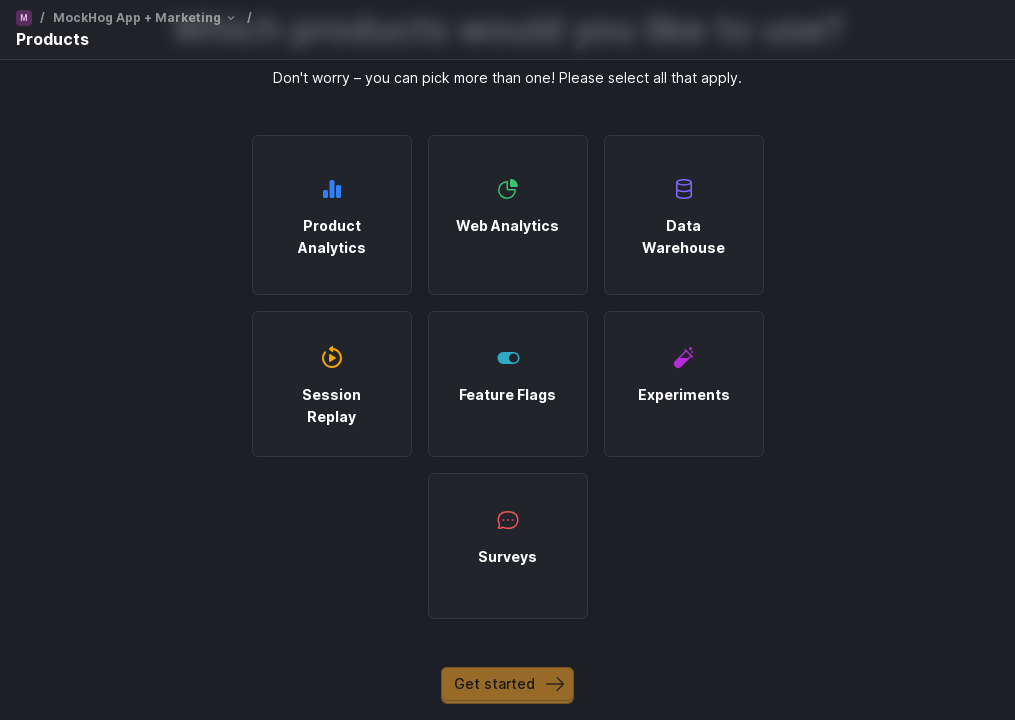 M / MockHog App + Marketing /
Products
Which products would you like to use?
Don't worry – you can pick more than one! Please select all that apply.
Product
Analytics
Web Analytics
Data
Warehouse
Session
Replay
Feature Flags
Experiments
Surveys
Get started